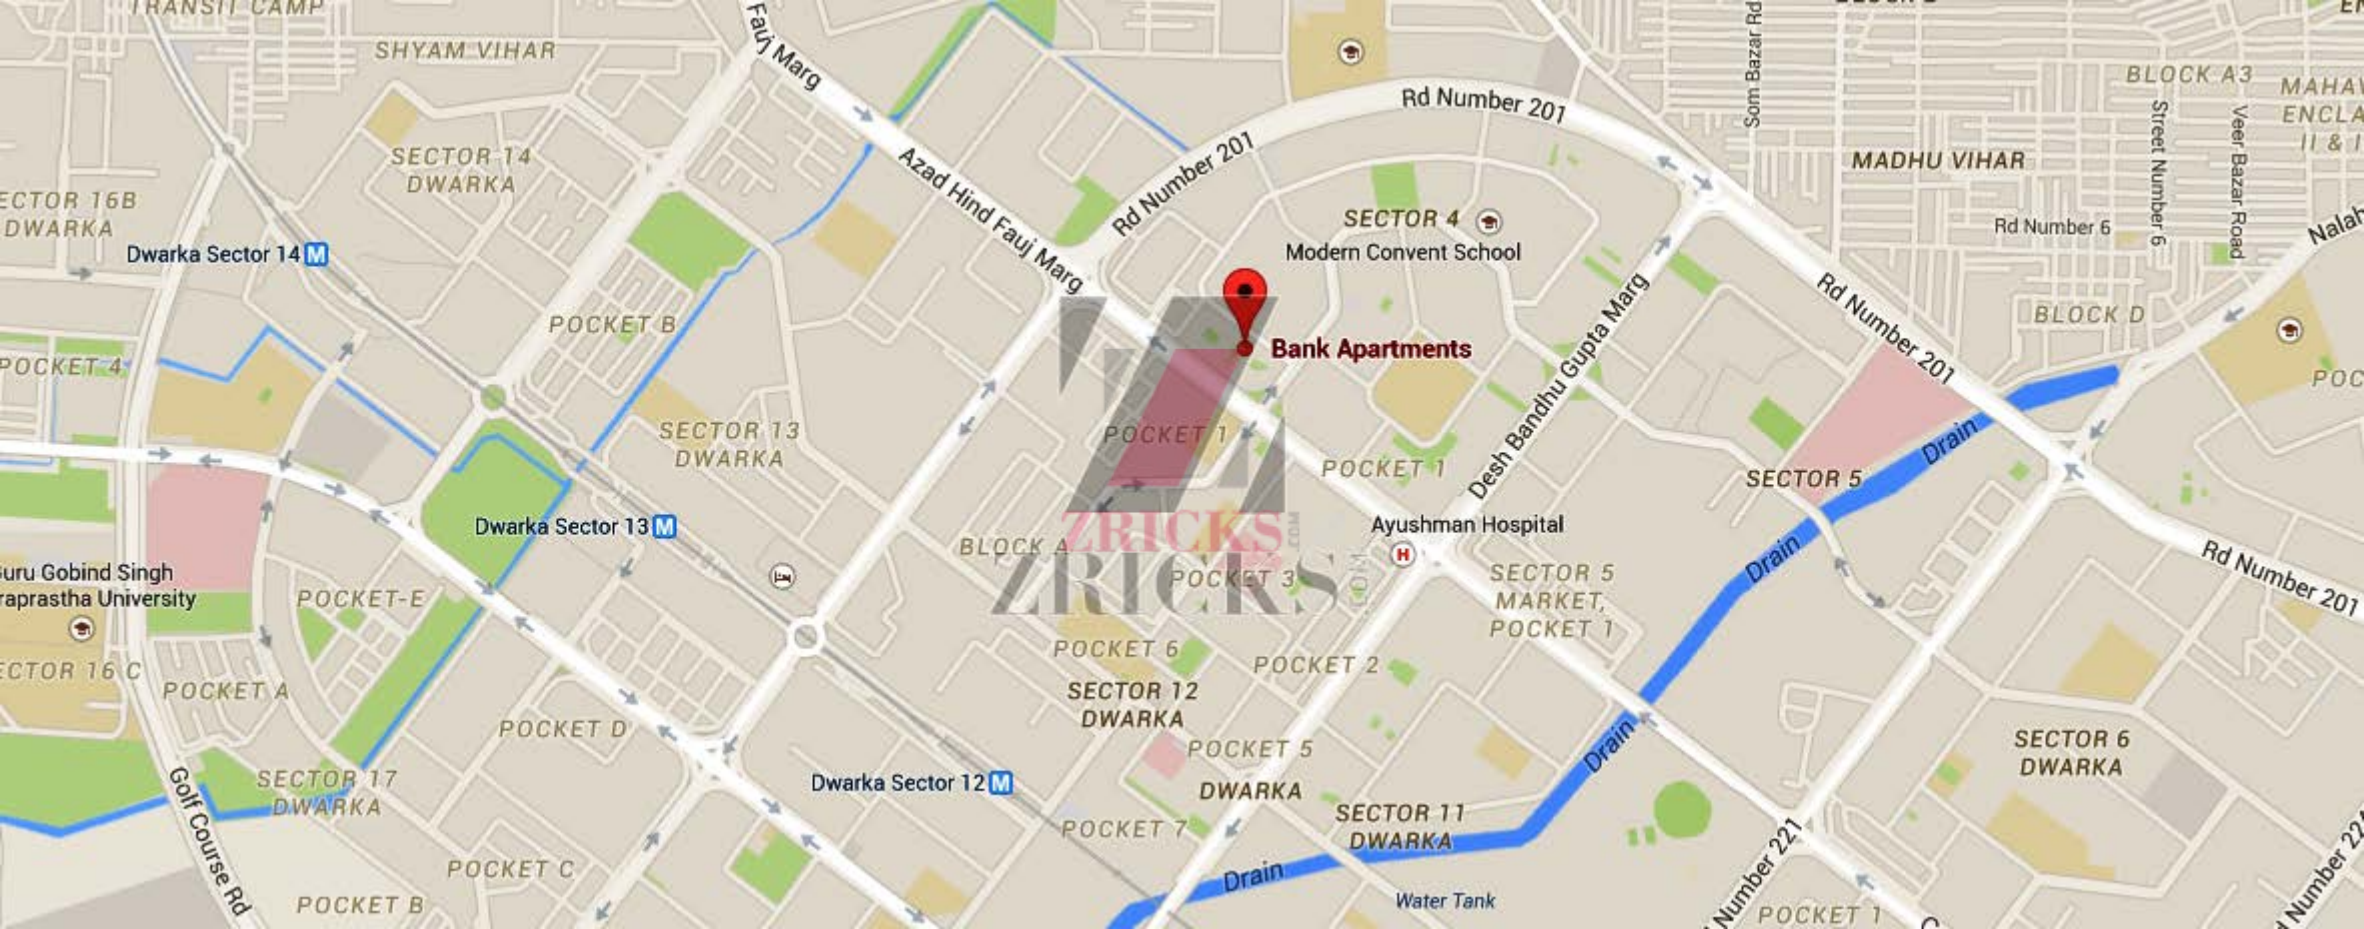 TRANSIT CAMP
SHYAM VIHAR
Fauj Marg
Azad Hind Fauj Marg
Rd Number 201
Rd Number 201
Som Bazar Rd
BLOCK A3
Street Number 6
Veer Bazar Road
II & I
MADHU VIHAR
Rd Number 6
BLOCK D
SECTOR 14
DWARKA
ECTOR 16B
DWARKA
Dwarka Sector 14 M
POCKET B
POCKET 4
SECTOR 4
Modern Convent School
Bank Apartments
Desh Bandhu Gupta Marg
Rd Number 201
Drain
SECTOR 13
DWARKA
POCKET 1
POCKET 1
SECTOR 5
Dwarka Sector 13 M
Ayushman Hospital
H
BLOCK A
ZRICKS
.COM
ZRICKS
.COM
POCKET 3
Drain
Rd Number 201
uru Gobind Singh
raprastha University
POCKET-E
SECTOR 5
MARKET,
POCKET 1
POCKET 6
POCKET 2
ECTOR 16 C
POCKET A
SECTOR 12
DWARKA
POCKET D
POCKET 5
DWARKA
Drain
SECTOR 6
DWARKA
SECTOR 17
DWARKA
Golf Course Rd
Dwarka Sector 12 M
POCKET 7
SECTOR 11
DWARKA
Drain
Water Tank
Number 221
Number 224
POCKET C
POCKET B
POCKET 1